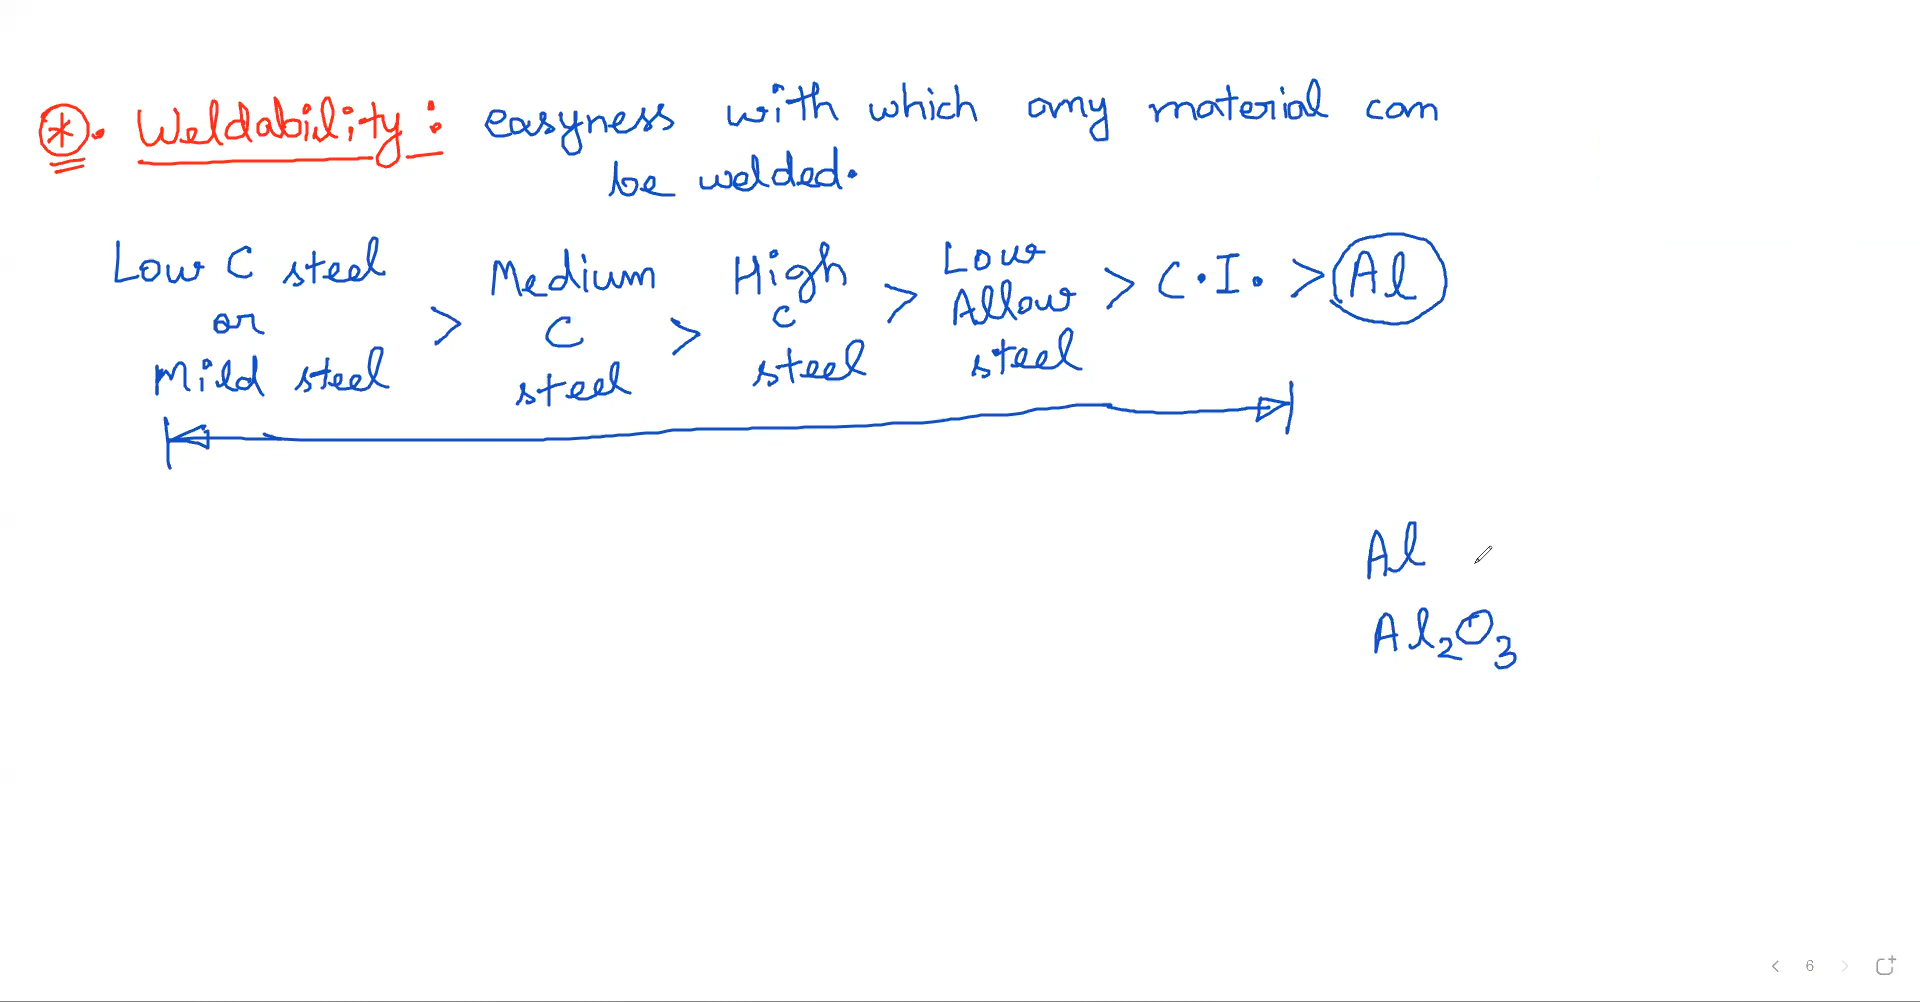 *. Weldability: easyness with which any material can
be welded.
Low C steel
or
Mild steel
>
Medium
C
steel
>
High
C
steel
>
Low
Allow
steel
> C.I. > Al
Al
Al₂O₃
6